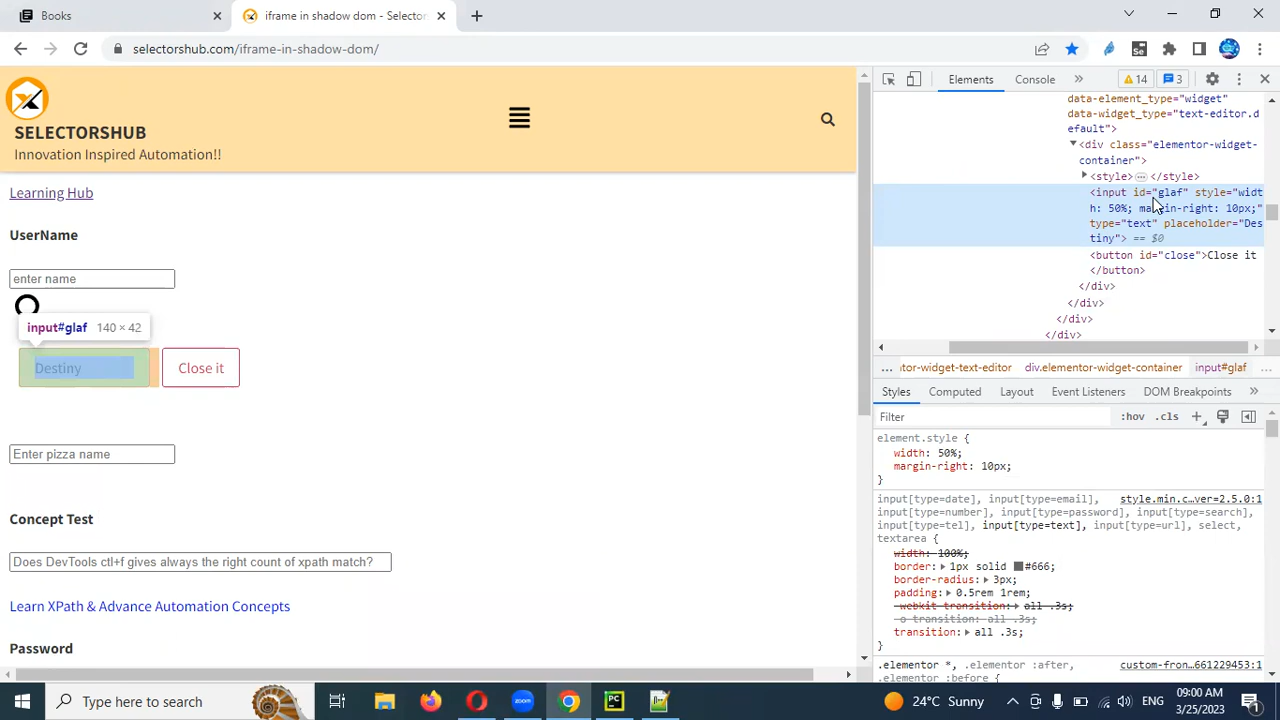 Books
iframe in shadow dom - Selectors
selectorshub.com/iframe-in-shadow-dom/
SELECTORSHUB
Innovation Inspired Automation!!
Learning Hub
UserName
enter name
input#glaf 140 × 42
Destiny
Close it
Enter pizza name
Concept Test
Does DevTools ctl+f gives always the right count of xpath match?
Learn XPath & Advance Automation Concepts
Password
Elements
Console
14
3
data-element_type="widget"
data-widget_type="text-editor.d
efault">
<div class="elementor-widget-
container">
<style> … </style>
<input id="glaf" style="widt
h: 50%; margin-right: 10px;"
type="text" placeholder="Des
tiny"> == $0
<button id="close">Close it
</button>
</div>
</div>
</div>
</div>
... ntor-widget-text-editor div.elementor-widget-container input#glaf ...
Styles Computed Layout Event Listeners DOM Breakpoints
Filter
:hov .cls
element.style {
width: 50%;
margin-right: 10px;
}
input[type=date], input[type=email], style.min.c…ver=2.5.0:1
input[type=number], input[type=password], input[type=search],
input[type=tel], input[type=text], input[type=url], select,
textarea {
width: 100%;
border: 1px solid #666;
border-radius: 3px;
padding: 0.5rem 1rem;
-webkit-transition: all .3s;
-o-transition: all .3s;
transition: all .3s;
}
.elementor *, .elementor :after, custom-fron…661229453:1
.elementor :before {
Type here to search
zoom
PC
24°C Sunny
ENG
09:00 AM
3/25/2023
1